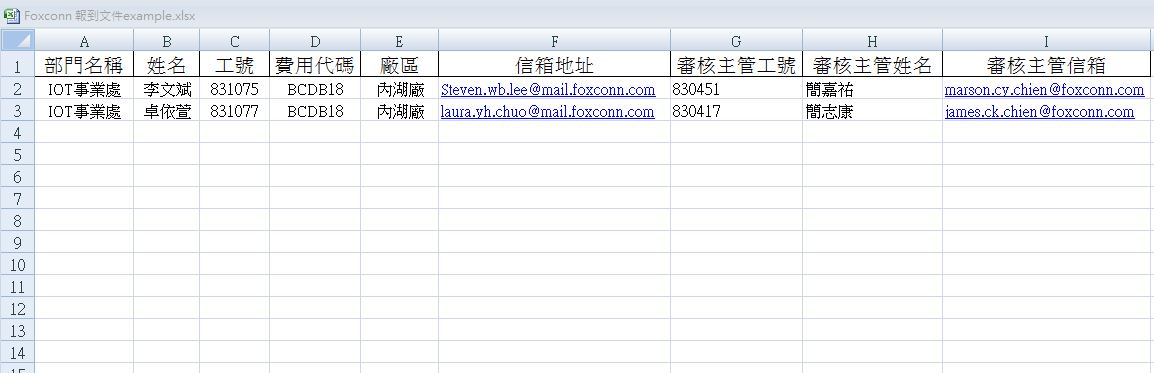 Foxconn 報到文件example.xlsx
A B C D E F G H I
1 部門名稱 姓名 工號 費用代碼 廠區 信箱地址 審核主管工號 審核主管姓名 審核主管信箱
2 IOT事業處 李文斌 831075 BCDB18 內湖廠 Steven.wb.lee@mail.foxconn.com 830451 簡嘉祐 marson.cy.chien@foxconn.com
3 IOT事業處 卓依萱 831077 BCDB18 內湖廠 laura.yh.chuo@mail.foxconn.com 830417 簡志康 james.ck.chien@foxconn.com
4
5
6
7
8
9
10
11
12
13
14
15